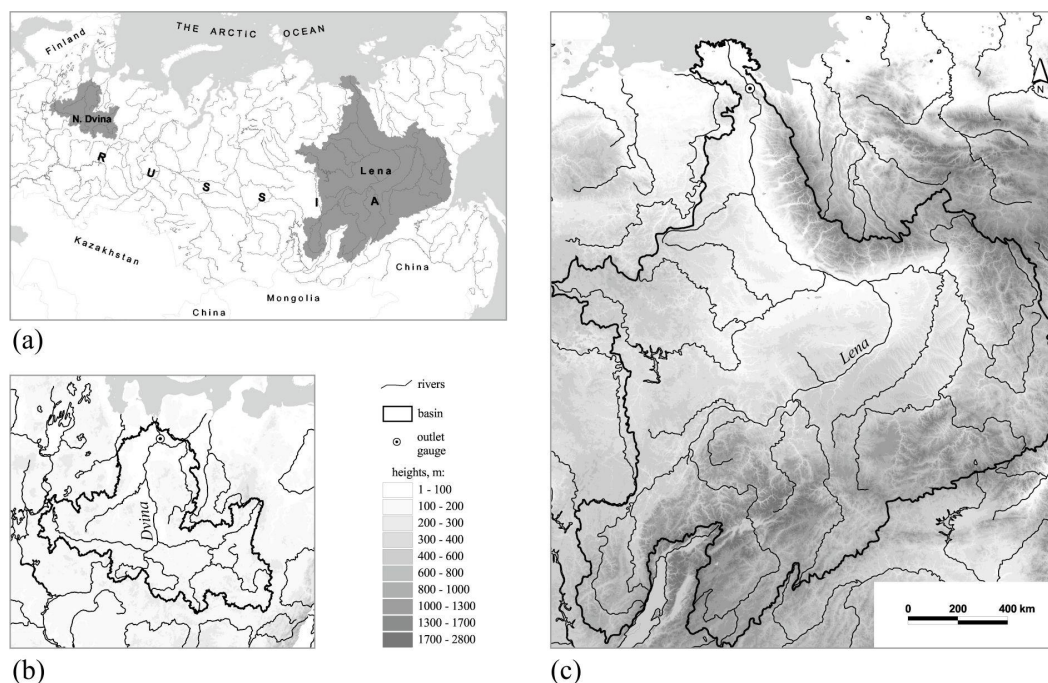 THE ARCTIC OCEAN
Finland
N. Dvina
Lena
R U S S I A
Kazakhstan
China
Mongolia
China
(a)
Dvina
(b)
rivers
basin
outlet
gauge
heights, m:
1 - 100
100 - 200
200 - 300
300 - 400
400 - 600
600 - 800
800 - 1000
1000 - 1300
1300 - 1700
1700 - 2800
N
Lena
0 200 400 km
(c)